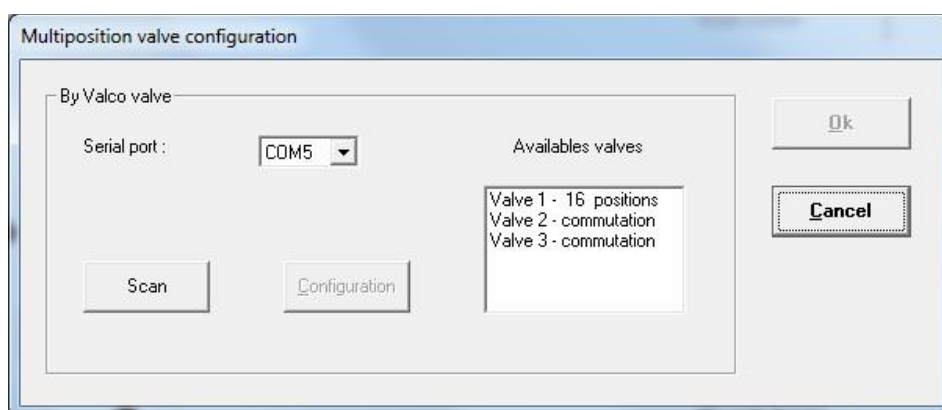 Multiposition valve configuration
By Valco valve
Serial port :
COM5
Availables valves
Ok
Valve 1 - 16 positions
Valve 2 - commutation
Valve 3 - commutation
Cancel
Scan
Configuration